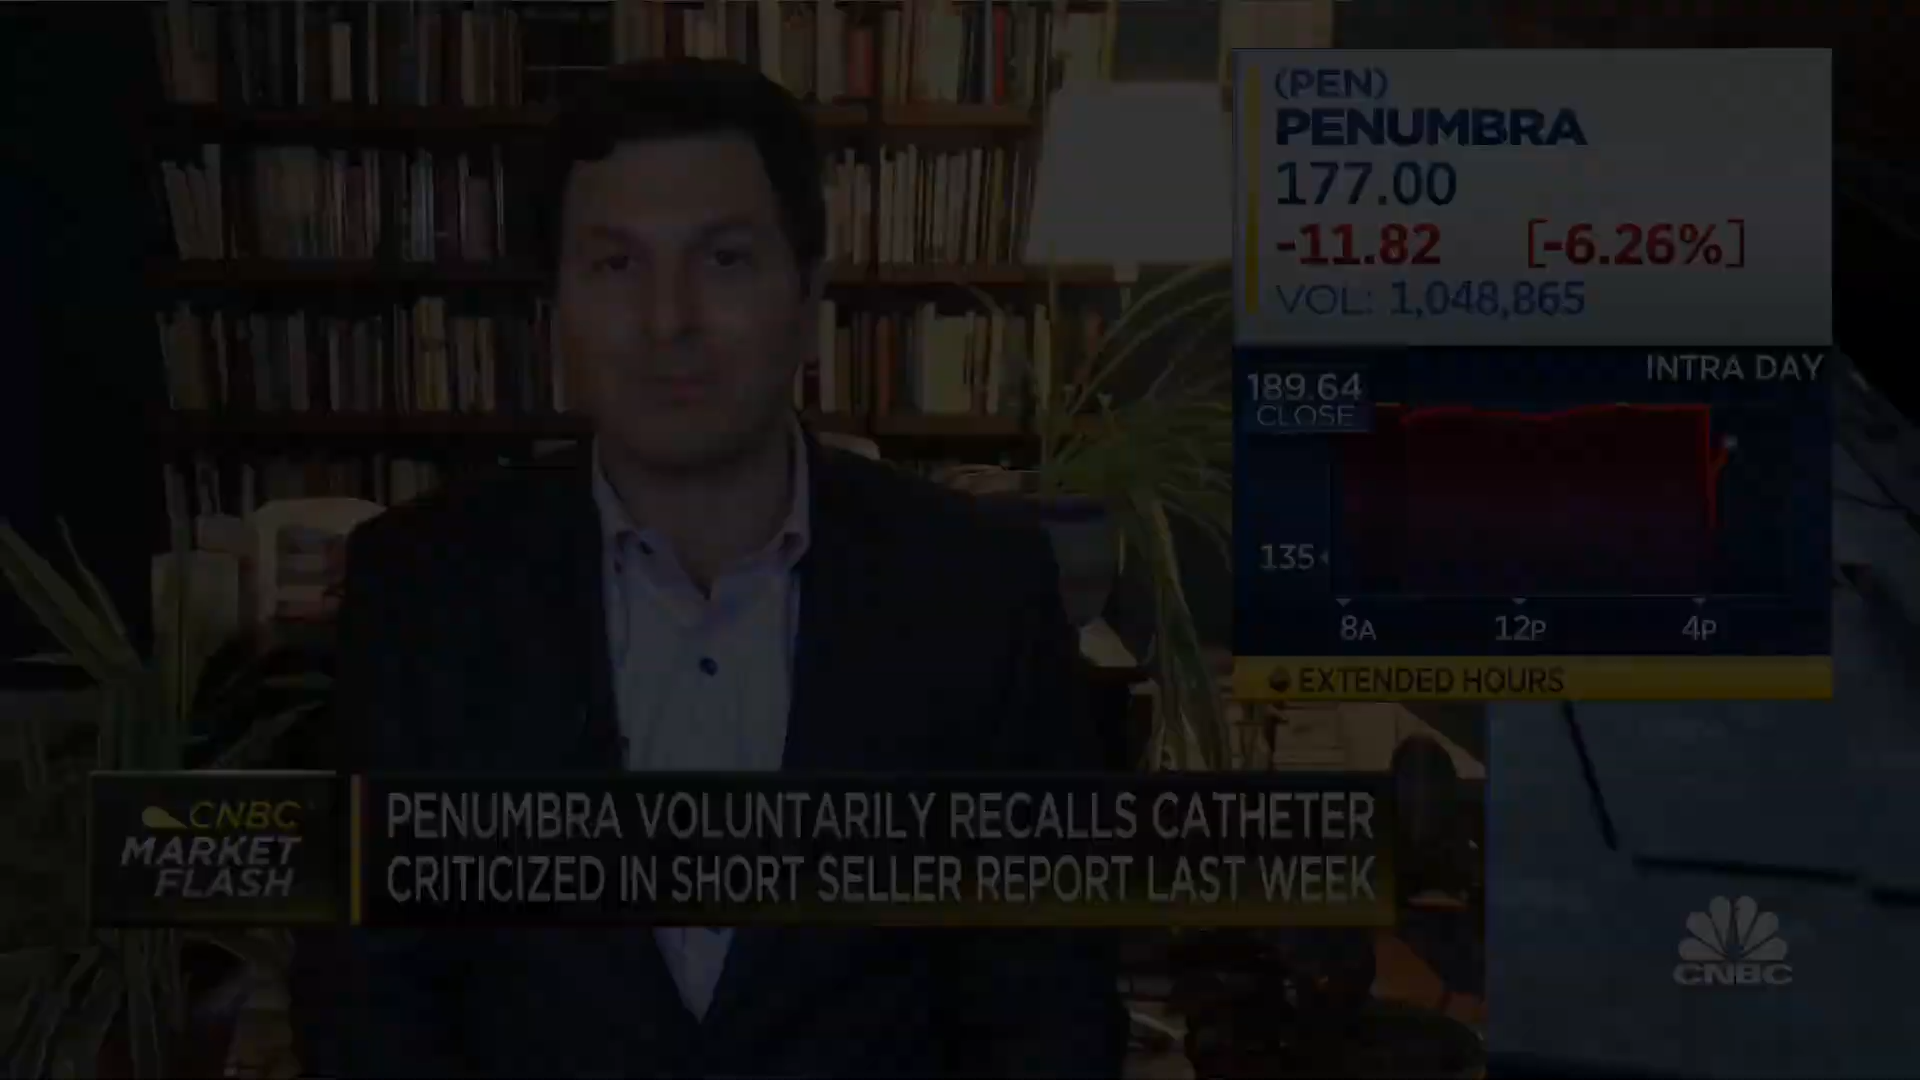 (PEN)
PENUMBRA
177.00
-11.82 [-6.26%]
VOL: 1,048,865
INTRA DAY
189.64
CLOSE
135
8A 12P 4P
EXTENDED HOURS
CNBC
MARKET
FLASH
PENUMBRA VOLUNTARILY RECALLS CATHETER
CRITICIZED IN SHORT SELLER REPORT LAST WEEK
CNBC